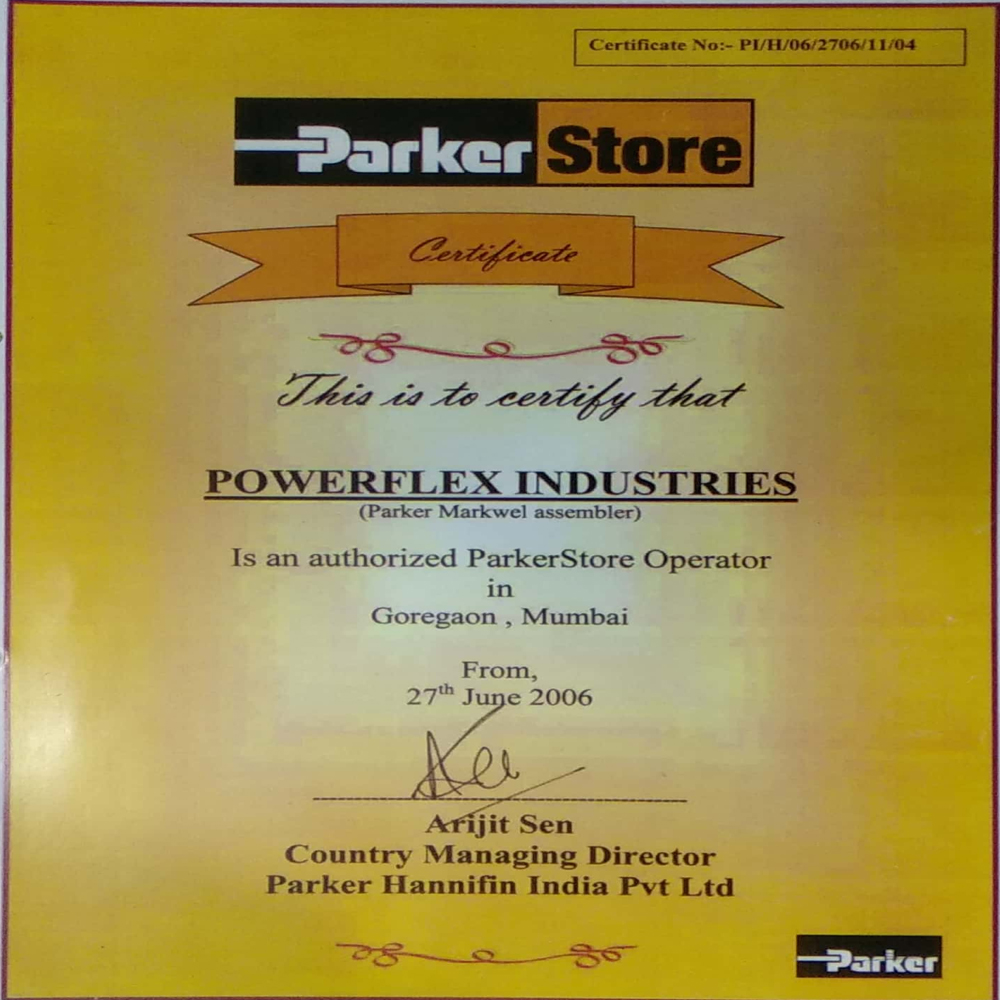 Certificate No:- PI/H/06/2706/11/04
Parker Store
Certificate
This is to certify that
POWERFLEX INDUSTRIES
(Parker Markwel assembler)
Is an authorized ParkerStore Operator
in
Goregaon , Mumbai
From,
27th June 2006
Arijit Sen
Country Managing Director
Parker Hannifin India Pvt Ltd
Parker